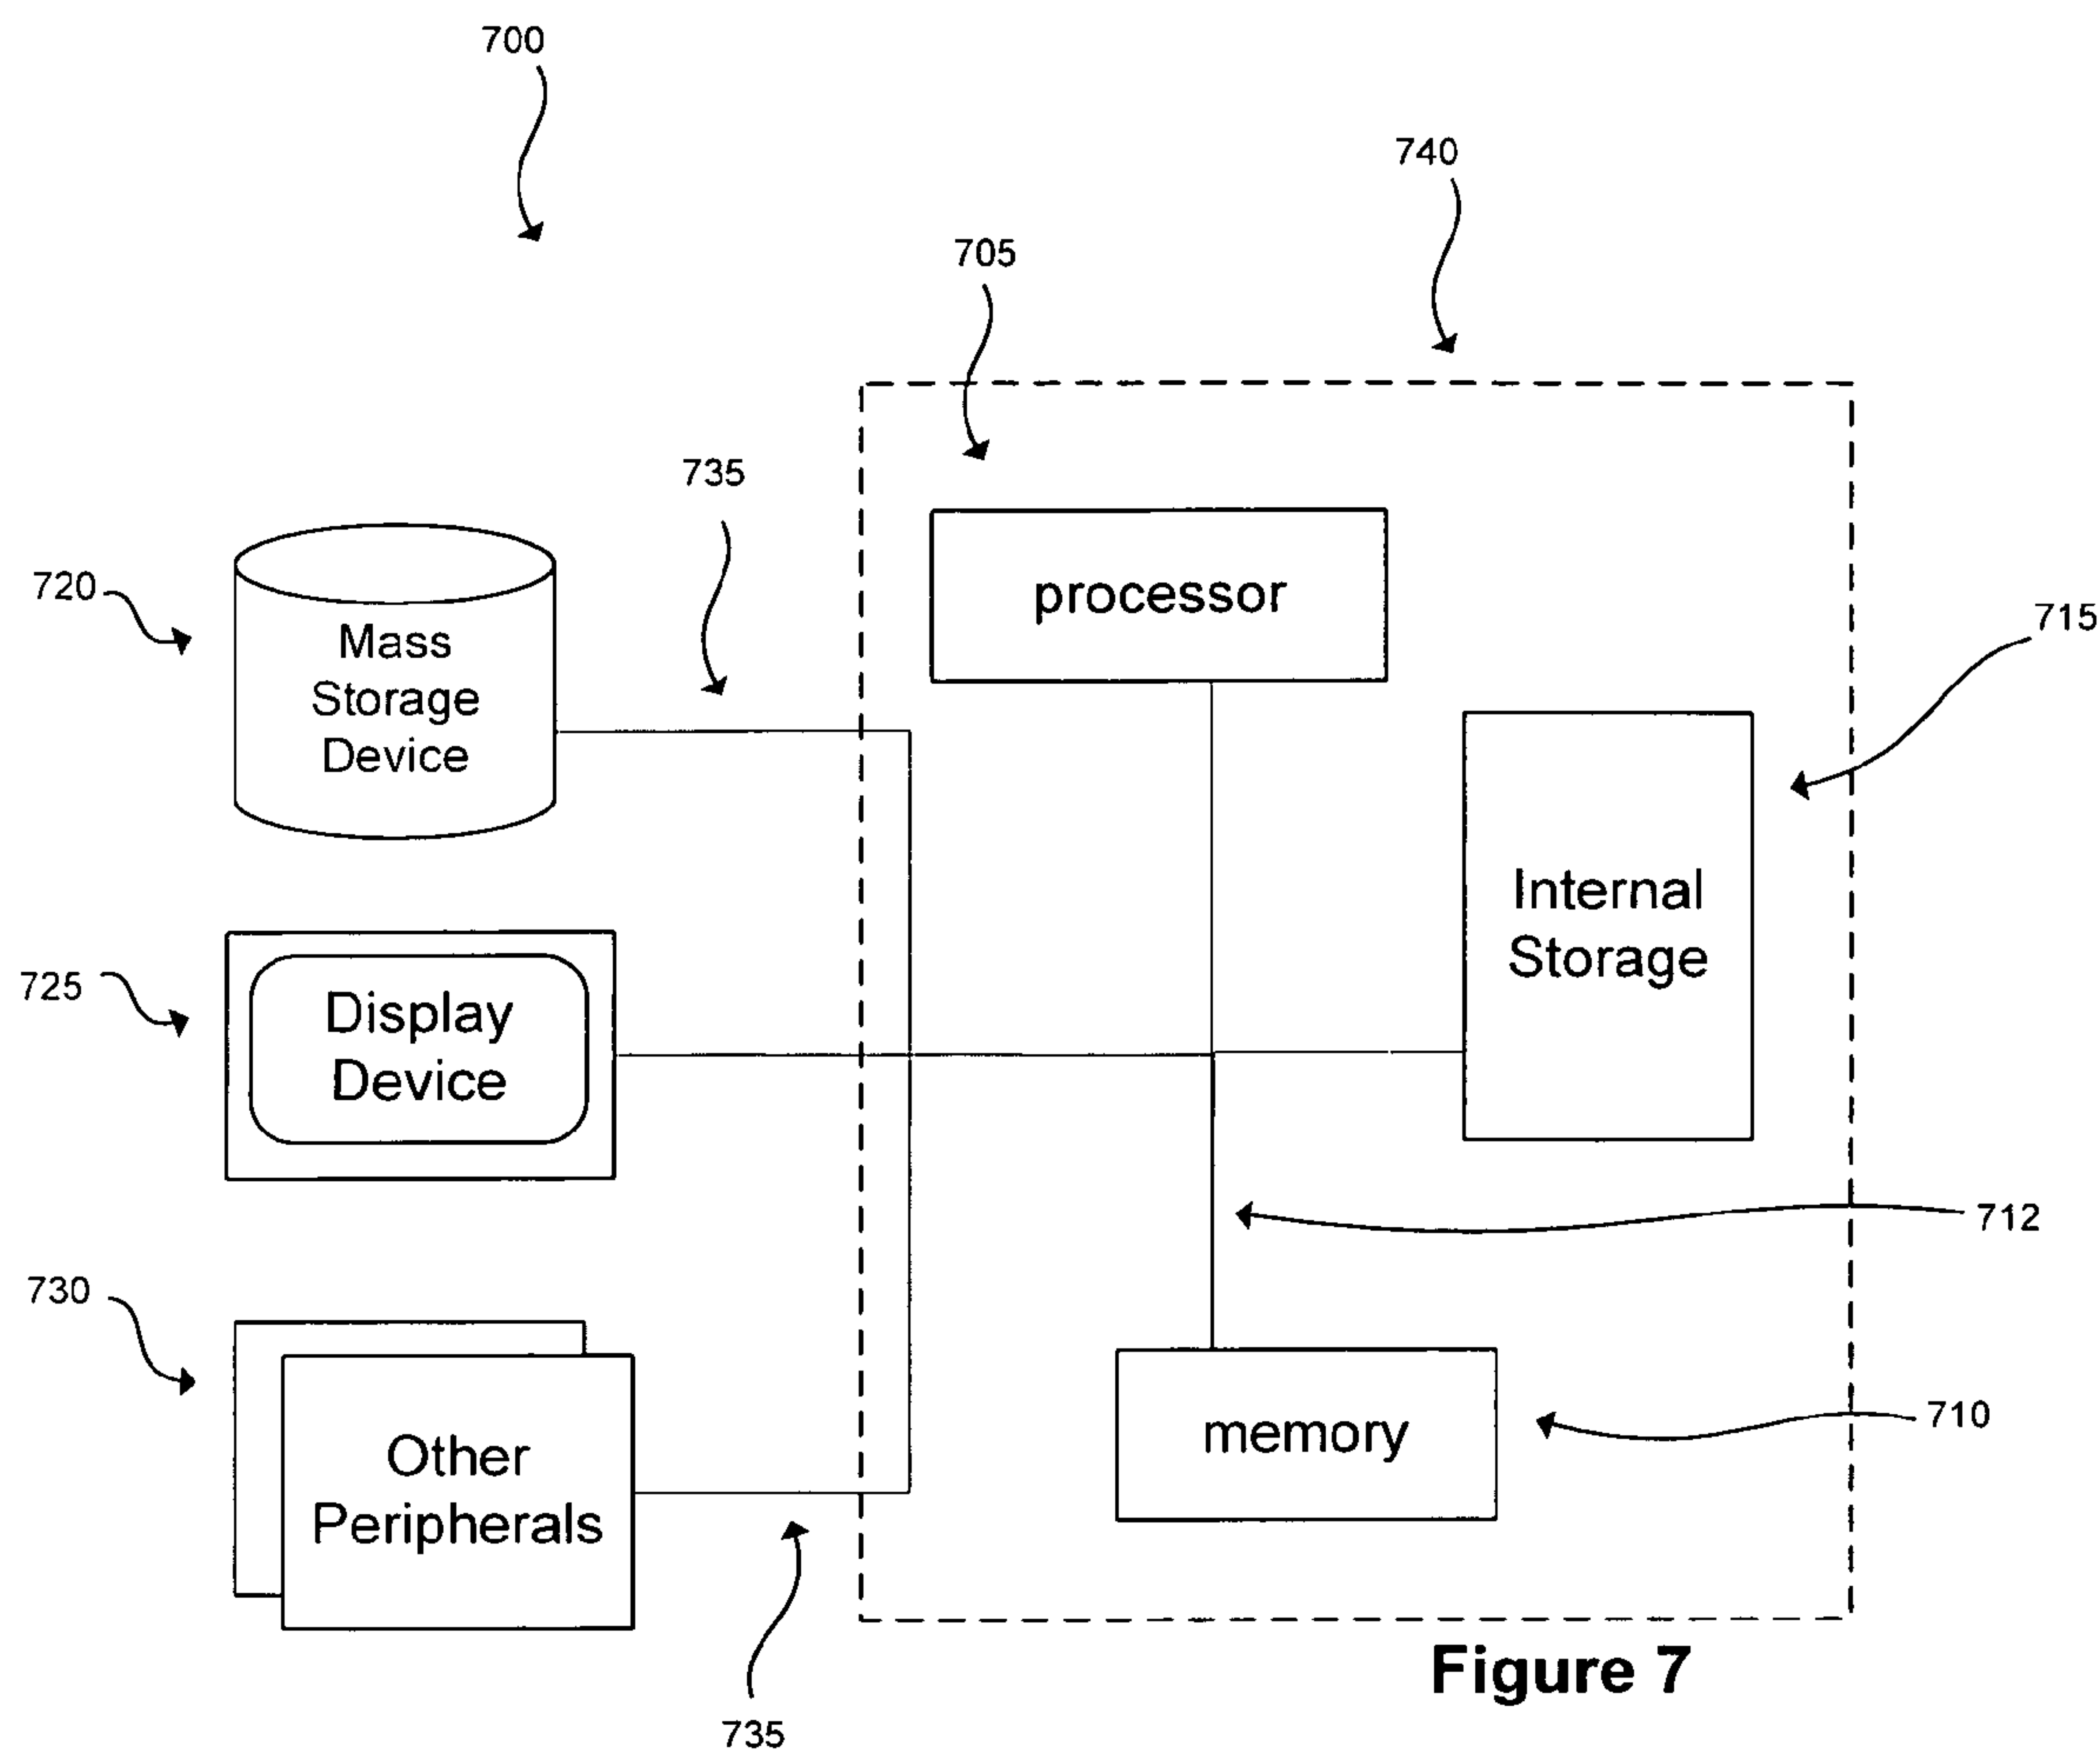 700
740
705
735
720
Mass
Storage
Device
processor
715
Internal
Storage
725
Display
Device
712
730
Other
Peripherals
memory
710
Figure 7
735